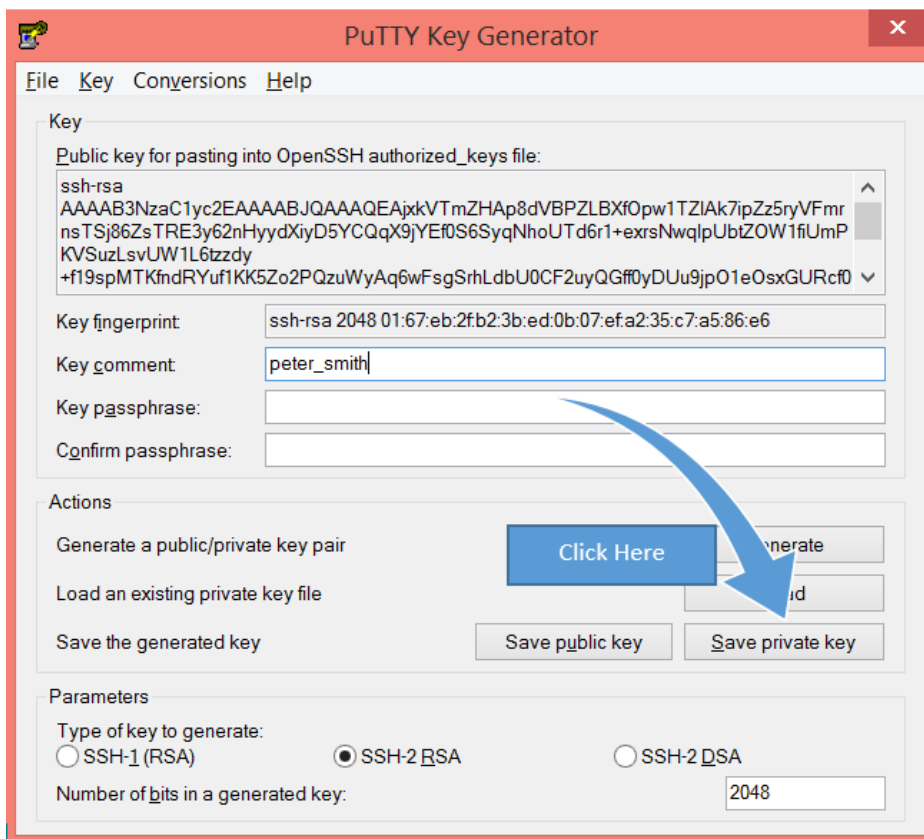 PuTTY Key Generator
File Key Conversions Help
Key
Public key for pasting into OpenSSH authorized_keys file:
ssh-rsa
AAAAB3NzaC1yc2EAAAABJQAAAQEAjxkVTmZHAp8dVBPZLBXfOpw1TZIAk7ipZz5ryVFmr
nsTSj86ZsTRE3y62nHyydXiyD5YCQqX9jYEf0S6SyqNhoUTd6r1+exrsNwqIpUbtZOW1fiUmP
KVSuzLsvUW1L6tzzdy
+f19spMTKfndRYuf1KK5Zo2PQzuWyAq6wFsgSrhLdbU0CF2uyQGff0yDUu9jpO1eOsxGURcf0
Key fingerprint: ssh-rsa 2048 01:67:eb:2f:b2:3b:ed:0b:07:ef:a2:35:c7:a5:86:e6
Key comment: peter_smith
Key passphrase:
Confirm passphrase:
Actions
Generate a public/private key pair
Click Here
Load an existing private key file
Save the generated key Save public key Save private key
Parameters
Type of key to generate:
SSH-1 (RSA) SSH-2 RSA SSH-2 DSA
Number of bits in a generated key: 2048